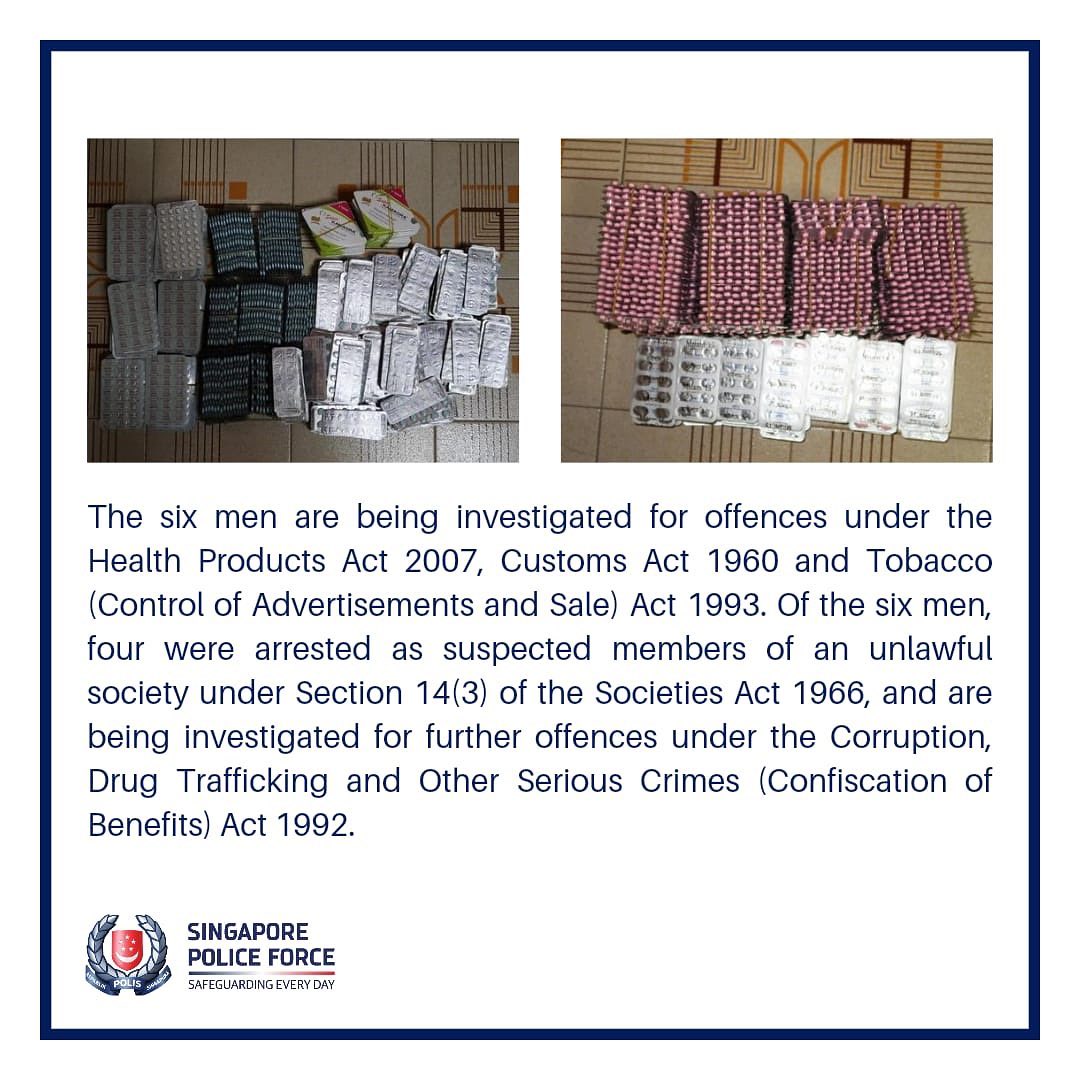 The six men are being investigated for offences under the
Health Products Act 2007, Customs Act 1960 and Tobacco
(Control of Advertisements and Sale) Act 1993. Of the six men,
four were arrested as suspected members of an unlawful
society under Section 14(3) of the Societies Act 1966, and are
being investigated for further offences under the Corruption,
Drug Trafficking and Other Serious Crimes (Confiscation of
Benefits) Act 1992.
POLIS
SINGAPORE
POLICE FORCE
SAFEGUARDING EVERY DAY